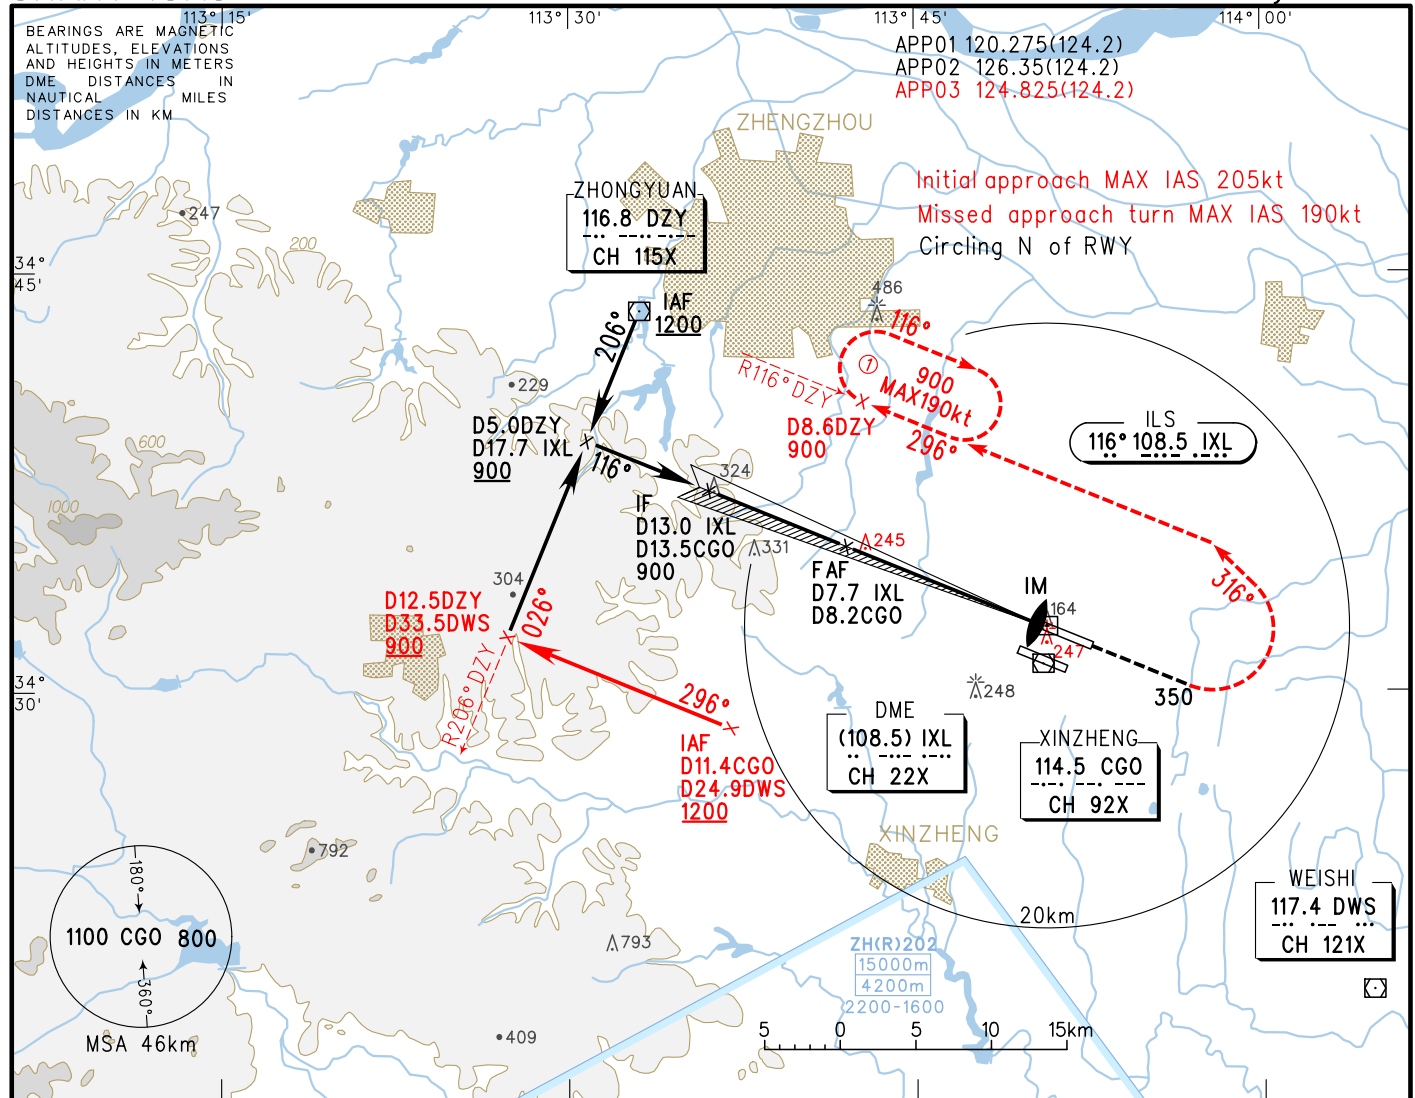 113° 15'
113° 30'
113° 45'
114° 00'
BEARINGS ARE MAGNETIC
ALTITUDES, ELEVATIONS
AND HEIGHTS IN METERS
DME DISTANCES IN
NAUTICAL MILES
DISTANCES IN KM
APP01 120.275(124.2)
APP02 126.35(124.2)
APP03 124.825(124.2)
ZHENGZHOU
Initial approach MAX IAS 205kt
Missed approach turn MAX IAS 190kt
Circling N of RWY
ZHONGYUAN
116.8 DZY
CH 115X
247
200
34°
45'
IAF
1200
206°
486
116°
1
900
MAX190kt
R116°DZY
D8.6DZY
900
296°
229
D5.0DZY
D17.7 IXL
900
116°
ILS
116° 108.5 IXL
600
1000
324
IF
D13.0 IXL
D13.5CGO
900
331
245
FAF
D7.7 IXL
D8.2CGO
IM
164
247
316°
304
D12.5DZY
D33.5DWS
900
026°
R206°DZY
296°
IAF
D11.4CGO
D24.9DWS
1200
34°
30'
248
350
DME
(108.5) IXL
CH 22X
XINZHENG
114.5 CGO
CH 92X
XINZHENG
792
180°
1100 CGO 800
360°
MSA 46km
793
409
20km
ZH(R)202
15000m
4200m
2200-1600
WEISHI
117.4 DWS
CH 121X
5 0 5 10 15km